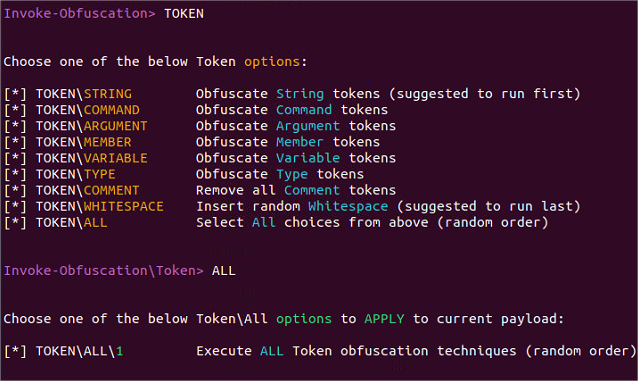 Invoke-Obfuscation> TOKEN
Choose one of the below Token options:
[*] TOKEN\STRING Obfuscate String tokens (suggested to run first)
[*] TOKEN\COMMAND Obfuscate Command tokens
[*] TOKEN\ARGUMENT Obfuscate Argument tokens
[*] TOKEN\MEMBER Obfuscate Member tokens
[*] TOKEN\VARIABLE Obfuscate Variable tokens
[*] TOKEN\TYPE Obfuscate Type tokens
[*] TOKEN\COMMENT Remove all Comment tokens
[*] TOKEN\WHITESPACE Insert random Whitespace (suggested to run last)
[*] TOKEN\ALL Select All choices from above (random order)
Invoke-Obfuscation\Token> ALL
Choose one of the below Token\All options to APPLY to current payload:
[*] TOKEN\ALL\1 Execute ALL Token obfuscation techniques (random order)